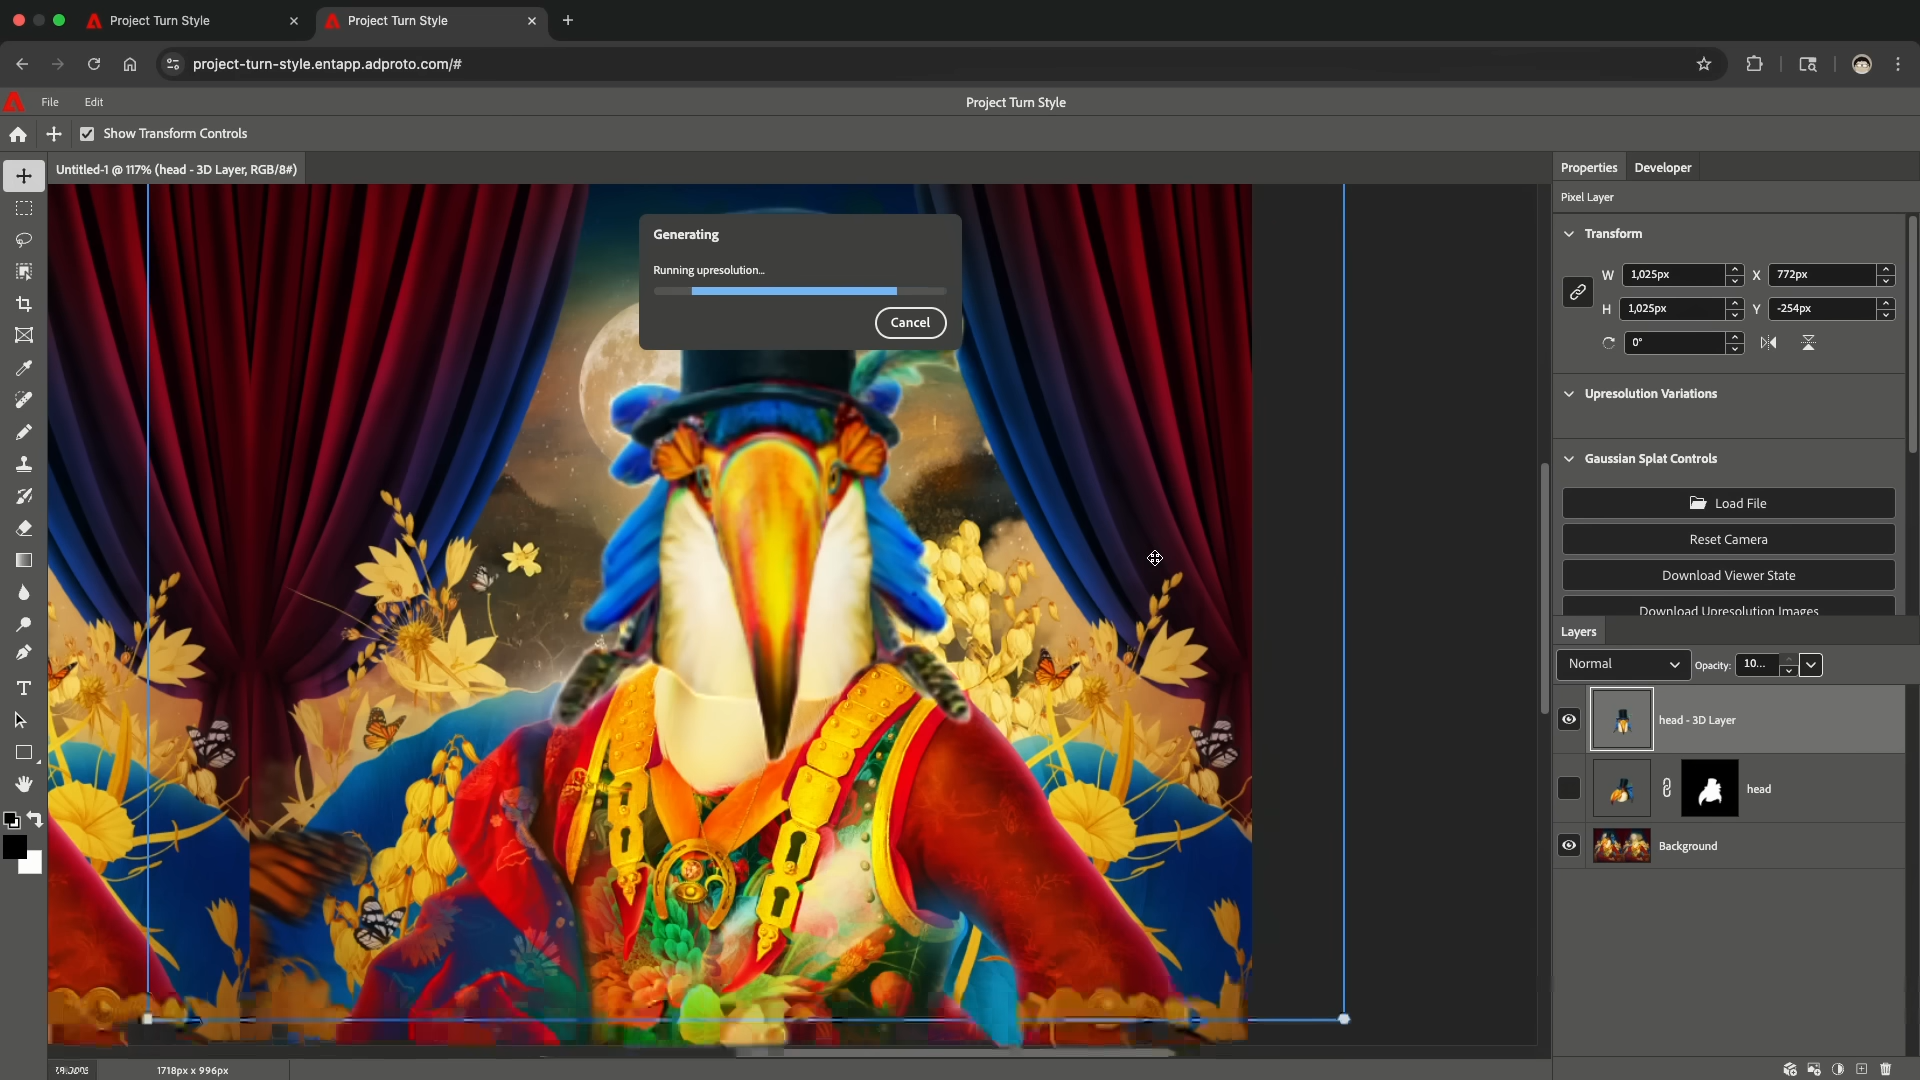 Project Turn Style
Project Turn Style
project-turn-style.entapp.adproto.com/#
File
Edit
Project Turn Style
Show Transform Controls
Untitled-1 @ 117% (head - 3D Layer, RGB/8#)
Properties
Developer
Pixel Layer
Generating
Running upresolution...
Cancel
Transform
W 1,025px
X 772px
H 1,025px
Y -254px
0°
Upresolution Variations
Gaussian Splat Controls
Load File
Reset Camera
Download Viewer State
Download Upresolution Images
Layers
Normal
Opacity: 10...
head - 3D Layer
head
Background
1718px x 996px